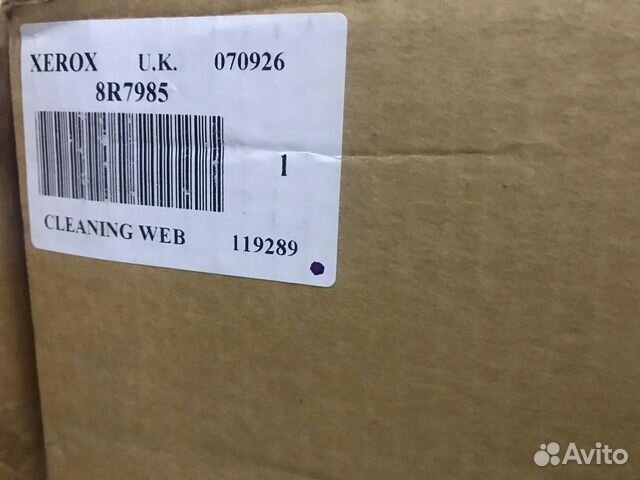 XEROX U.K. 070926
8R7985
1
CLEANING WEB 119289
Avito